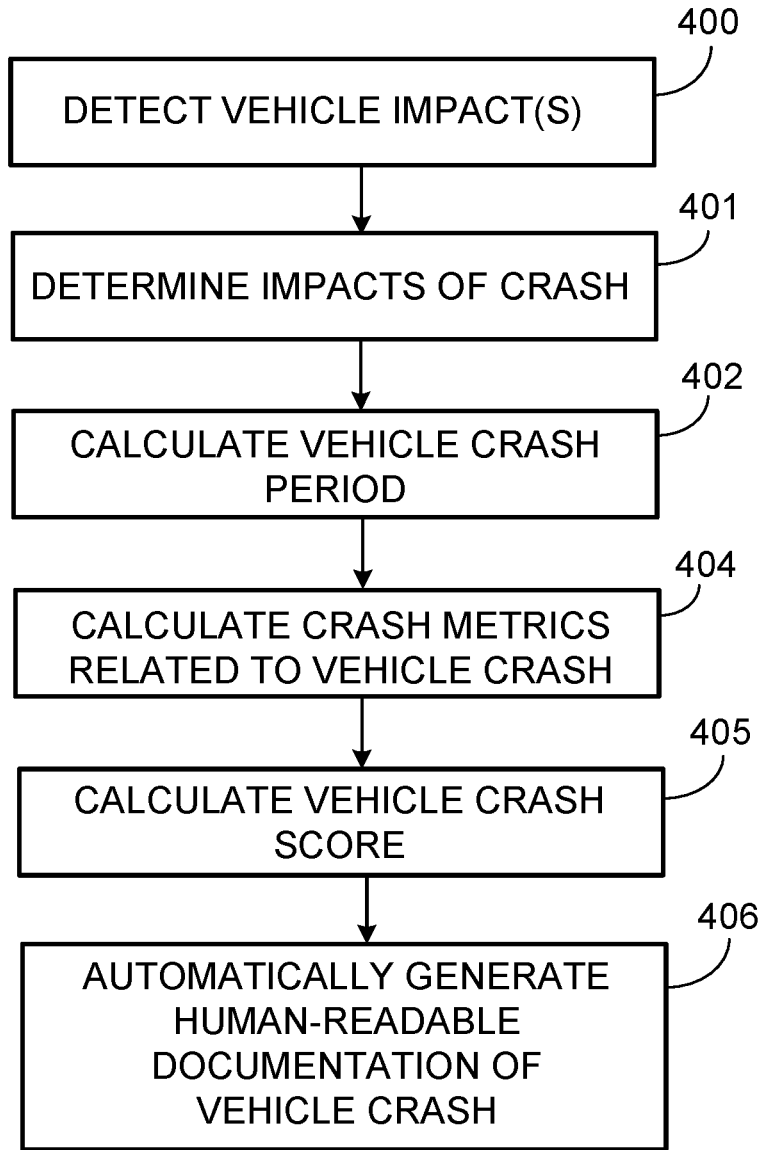 400
DETECT VEHICLE IMPACT(S)
401
DETERMINE IMPACTS OF CRASH
402
CALCULATE VEHICLE CRASH
PERIOD
404
CALCULATE CRASH METRICS
RELATED TO VEHICLE CRASH
405
CALCULATE VEHICLE CRASH
SCORE
406
AUTOMATICALLY GENERATE
HUMAN-READABLE
DOCUMENTATION OF
VEHICLE CRASH